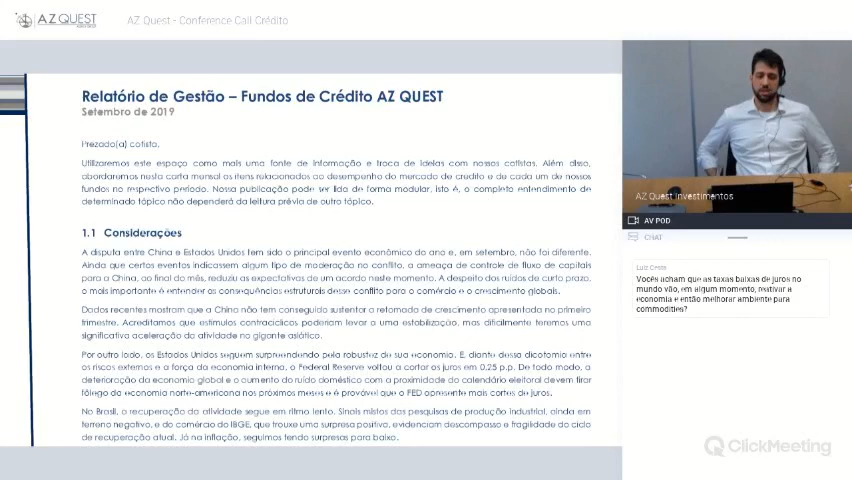 AZ QUEST
AZ Quest - Conference Call Crédito
Relatório de Gestão – Fundos de Crédito AZ QUEST
Setembro de 2019
Prezado(a) cotista,
Utilizaremos este espaço como mais uma fonte de informação e troca de ideias com nossos cotistas. Além disso,
abordaremos nesta carta mensal os itens relacionados ao desempenho do mercado de crédito e de cada um de nossos
fundos no respectivo período. Nossa publicação pode ser lida de forma modular, isto é, o completo entendimento de
determinado tópico não dependerá da leitura prévia de outro tópico.
1.1 Considerações
A disputa entre China e Estados Unidos tem sido o principal evento econômico do ano e, em setembro, não foi diferente.
Ainda que certos eventos indicassem algum tipo de moderação no conflito, a ameaça de controle de fluxo de capitais
para a China, ao final do mês, reduziu as expectativas de um acordo neste momento. A despeito dos ruídos de curto prazo,
o mais importante é entender as consequências estruturais desse conflito para o comércio e o crescimento globais.
Dados recentes mostram que a China não tem conseguido sustentar a retomada de crescimento apresentada no primeiro
trimestre. Acreditamos que estímulos contracíclicos poderiam levar a uma estabilização, mas dificilmente teremos uma
significativa aceleração da atividade no gigante asiático.
Por outro lado, os Estados Unidos seguem surpreendendo pela robustez de sua economia. E, diante dessa dicotomia entre
os riscos externos e a força da economia interna, o Federal Reserve voltou a cortar os juros em 0,25 p.p. De todo modo, a
deterioração da economia global e o aumento do ruído doméstico com a proximidade do calendário eleitoral devem tirar
fôlego da economia norte-americana nos próximos meses e é provável que o FED apresente mais cortes de juros.
No Brasil, a recuperação da atividade segue em ritmo lento. Sinais mistos das pesquisas de produção industrial, ainda em
terreno negativo, e do comércio do IBGE, que trouxe uma surpresa positiva, evidenciam descompasso e fragilidade do ciclo
de recuperação atual. Já na inflação, seguimos tendo surpresas para baixo.
AZ Quest Investimentos
AV POD
CHAT
Vocês acham que as taxas baixas de juros no
mundo vão, em algum momento, reativar a
economia e então melhorar ambiente para
commodities?
ClickMeeting